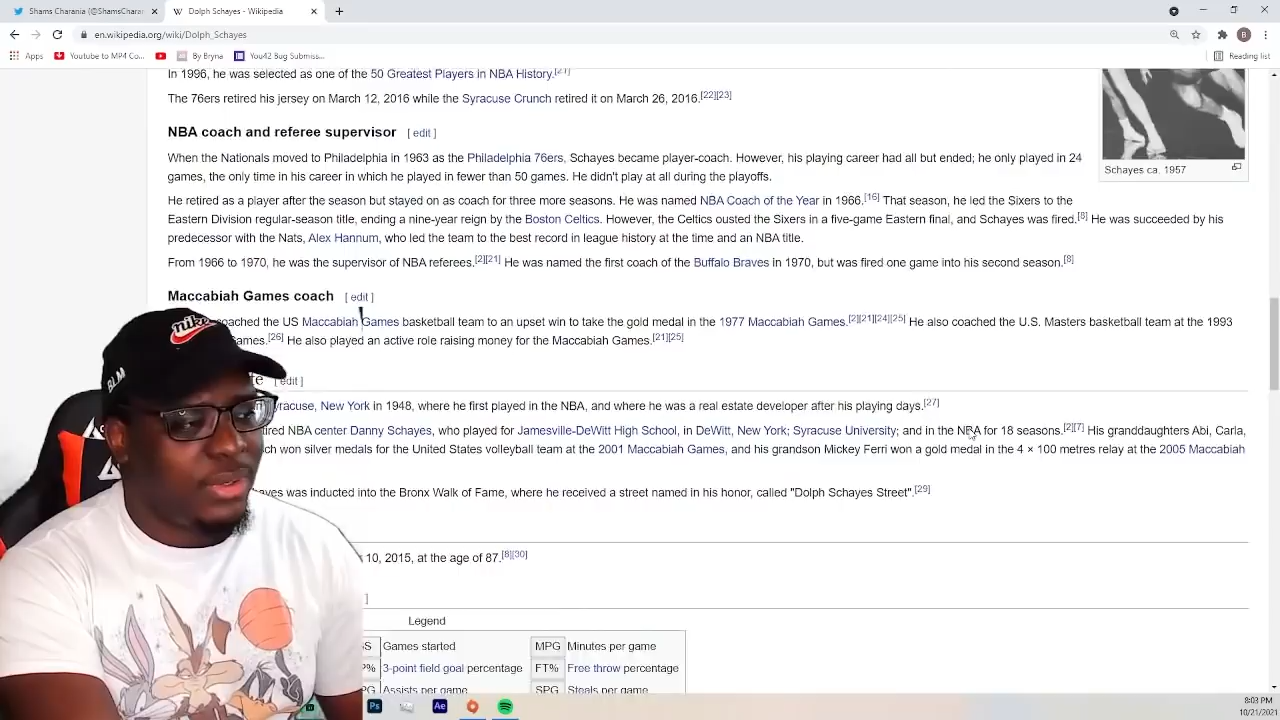 Shams Charania (@ShamsChara
Dolph Schayes - Wikipedia
en.wikipedia.org/wiki/Dolph_Schayes
B
Apps
Youtube to MP4 Co...
By Bryna
You42 Bug Submiss...
Reading list
In 1996, he was selected as one of the 50 Greatest Players in NBA History.[21]
The 76ers retired his jersey on March 12, 2016 while the Syracuse Crunch retired it on March 26, 2016.[22][23]
NBA coach and referee supervisor [ edit ]
When the Nationals moved to Philadelphia in 1963 as the Philadelphia 76ers, Schayes became player-coach. However, his playing career had all but ended; he only played in 24
games, the only time in his career in which he played in fewer than 50 games. He didn't play at all during the playoffs.
Schayes ca. 1957
He retired as a player after the season but stayed on as coach for three more seasons. He was named NBA Coach of the Year in 1966.[16] That season, he led the Sixers to the
Eastern Division regular-season title, ending a nine-year reign by the Boston Celtics. However, the Celtics ousted the Sixers in a five-game Eastern final, and Schayes was fired.[8] He was succeeded by his
predecessor with the Nats, Alex Hannum, who led the team to the best record in league history at the time and an NBA title.
From 1966 to 1970, he was the supervisor of NBA referees.[2][21] He was named the first coach of the Buffalo Braves in 1970, but was fired one game into his second season.[8]
Maccabiah Games coach [ edit ]
oached the US Maccabiah Games basketball team to an upset win to take the gold medal in the 1977 Maccabiah Games.[2][21][24][25] He also coached the U.S. Masters basketball team at the 1993
ames.[26] He also played an active role raising money for the Maccabiah Games.[21][25]
[ edit ]
yracuse, New York in 1948, where he first played in the NBA, and where he was a real estate developer after his playing days.[27]
ired NBA center Danny Schayes, who played for Jamesville-DeWitt High School, in DeWitt, New York; Syracuse University; and in the NBA for 18 seasons.[2][7] His granddaughters Abi, Carla,
ch won silver medals for the United States volleyball team at the 2001 Maccabiah Games, and his grandson Mickey Ferri won a gold medal in the 4 × 100 metres relay at the 2005 Maccabiah
ayes was inducted into the Bronx Walk of Fame, where he received a street named in his honor, called "Dolph Schayes Street".[29]
10, 2015, at the age of 87.[8][30]
]
Legend
GS Games started MPG Minutes per game
3P% 3-point field goal percentage FT% Free throw percentage
APG Assists per game SPG Steals per game
nike
BLM
Ps
Ae
8:03 PM
10/21/2021